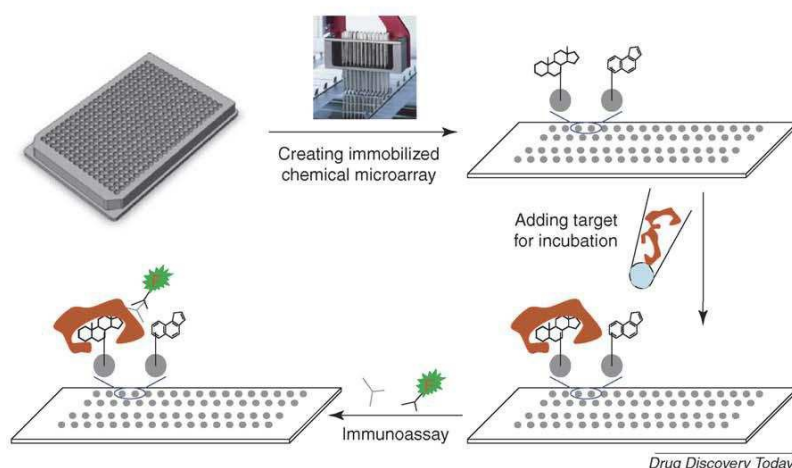 Creating immobilized
chemical microarray
Adding target
for incubation
Immunoassay
Drug Discovery Today